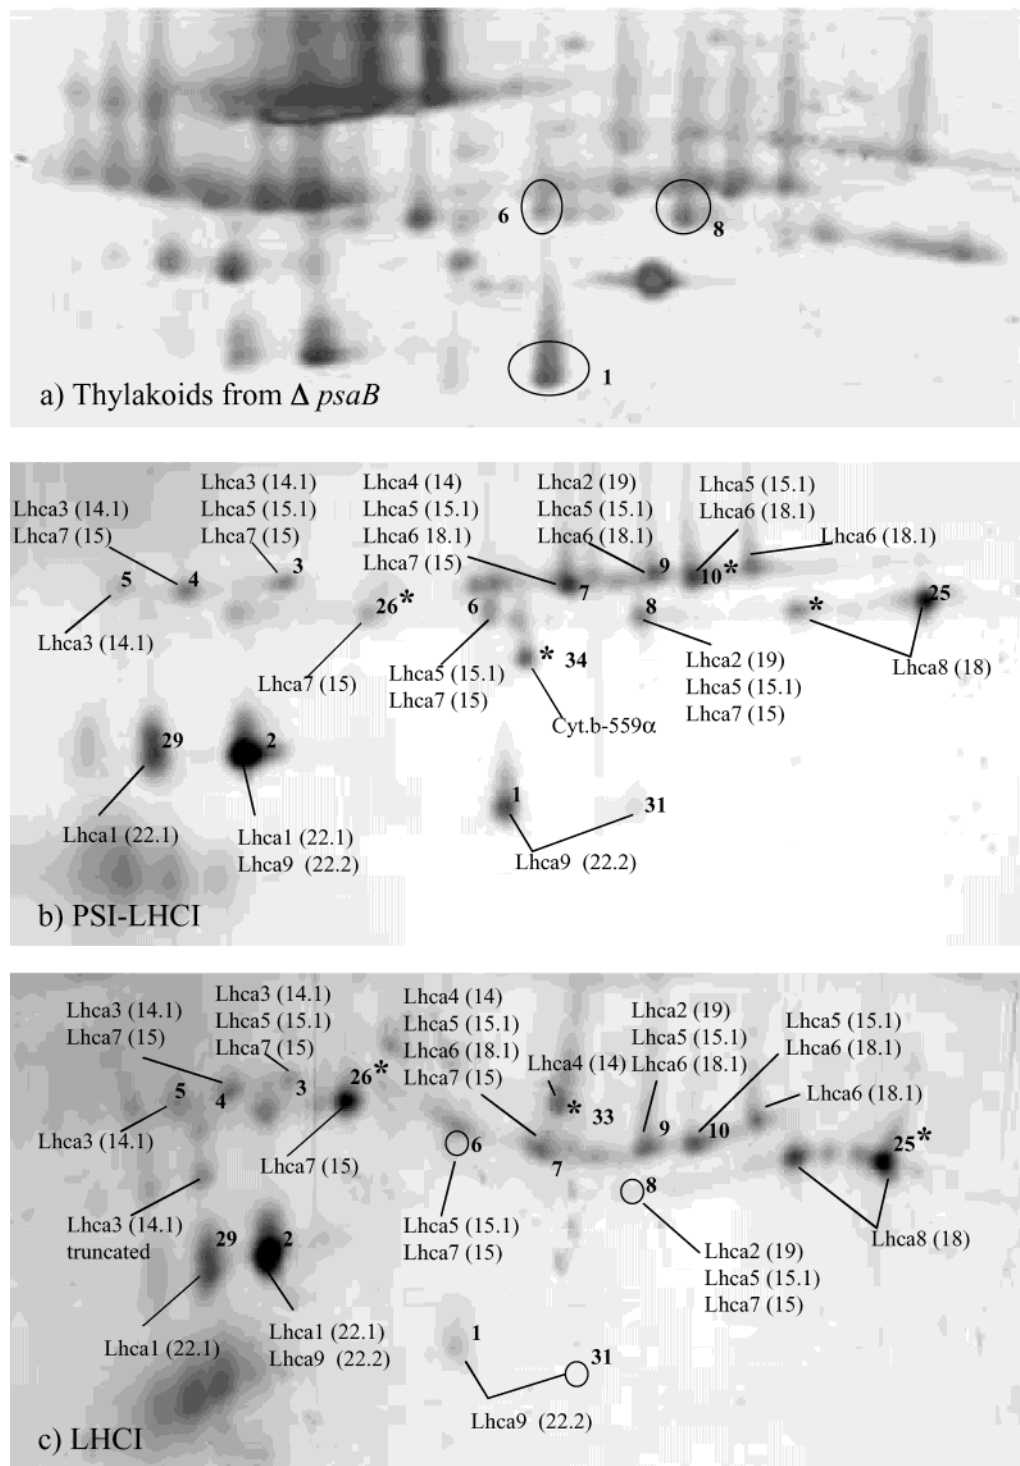 6
8
1
a) Thylakoids from Δ psaB
Lhca3 (14.1)
Lhca7 (15)
Lhca3 (14.1)
Lhca5 (15.1)
Lhca7 (15)
Lhca4 (14)
Lhca5 (15.1)
Lhca6 18.1)
Lhca7 (15)
Lhca2 (19)
Lhca5 (15.1)
Lhca6 (18.1)
Lhca5 (15.1)
Lhca6 (18.1)
Lhca6 (18.1)
5
4
3
26*
6
7
9
10*
8
*
25
Lhca3 (14.1)
Lhca7 (15)
Lhca5 (15.1)
Lhca7 (15)
* 34
Cyt.b-559α
Lhca2 (19)
Lhca5 (15.1)
Lhca7 (15)
Lhca8 (18)
29
2
1
31
Lhca1 (22.1)
Lhca1 (22.1)
Lhca9 (22.2)
Lhca9 (22.2)
b) PSI-LHCI
Lhca3 (14.1)
Lhca7 (15)
Lhca3 (14.1)
Lhca5 (15.1)
Lhca7 (15)
Lhca4 (14)
Lhca5 (15.1)
Lhca6 (18.1)
Lhca7 (15)
Lhca4 (14)
Lhca2 (19)
Lhca5 (15.1)
Lhca6 (18.1)
Lhca5 (15.1)
Lhca6 (18.1)
Lhca6 (18.1)
5
4
3
26*
* 33
6
7
9
10
25*
8
Lhca3 (14.1)
Lhca7 (15)
Lhca3 (14.1)
truncated
Lhca5 (15.1)
Lhca7 (15)
Lhca2 (19)
Lhca5 (15.1)
Lhca7 (15)
Lhca8 (18)
29
2
1
31
Lhca1 (22.1)
Lhca1 (22.1)
Lhca9 (22.2)
Lhca9 (22.2)
c) LHCI